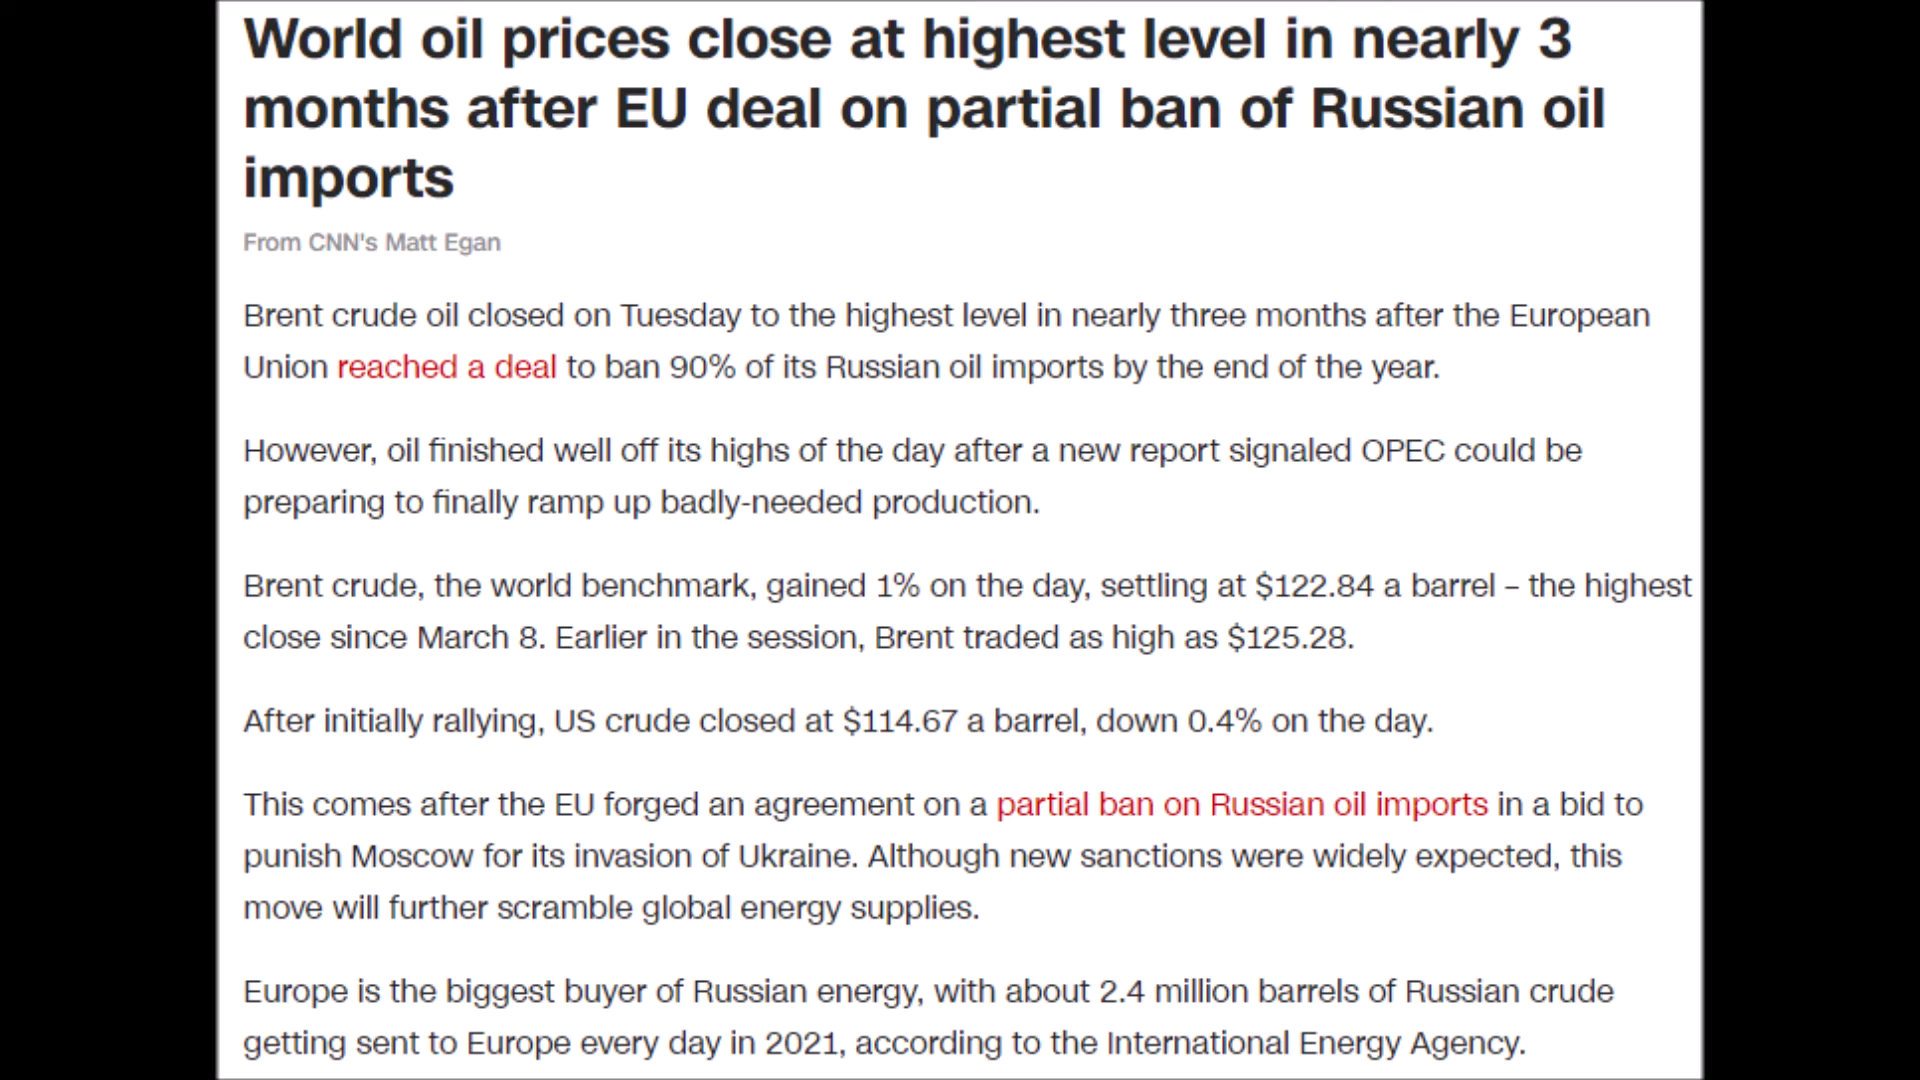 World oil prices close at highest level in nearly 3
months after EU deal on partial ban of Russian oil
imports
From CNN's Matt Egan
Brent crude oil closed on Tuesday to the highest level in nearly three months after the European
Union reached a deal to ban 90% of its Russian oil imports by the end of the year.
However, oil finished well off its highs of the day after a new report signaled OPEC could be
preparing to finally ramp up badly-needed production.
Brent crude, the world benchmark, gained 1% on the day, settling at $122.84 a barrel – the highest
close since March 8. Earlier in the session, Brent traded as high as $125.28.
After initially rallying, US crude closed at $114.67 a barrel, down 0.4% on the day.
This comes after the EU forged an agreement on a partial ban on Russian oil imports in a bid to
punish Moscow for its invasion of Ukraine. Although new sanctions were widely expected, this
move will further scramble global energy supplies.
Europe is the biggest buyer of Russian energy, with about 2.4 million barrels of Russian crude
getting sent to Europe every day in 2021, according to the International Energy Agency.